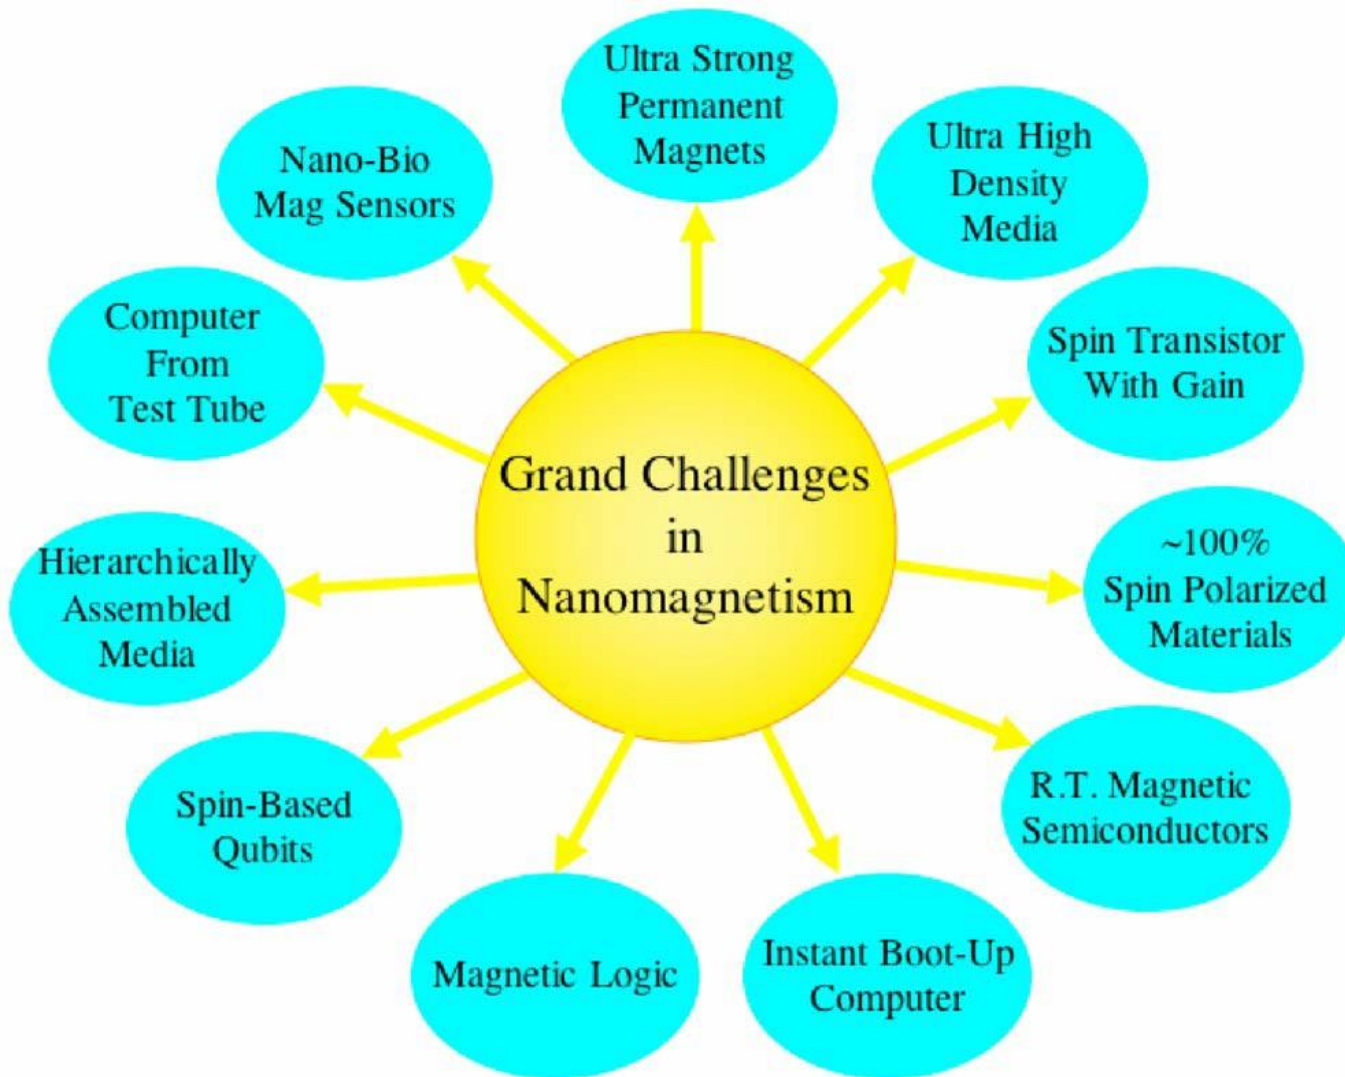 Ultra Strong
Permanent
Magnets
Ultra High
Density
Media
Spin Transistor
With Gain
~100%
Spin Polarized
Materials
R.T. Magnetic
Semiconductors
Instant Boot-Up
Computer
Magnetic Logic
Spin-Based
Qubits
Hierarchically
Assembled
Media
Computer
From
Test Tube
Nano-Bio
Mag Sensors
Grand Challenges
in
Nanomagnetism